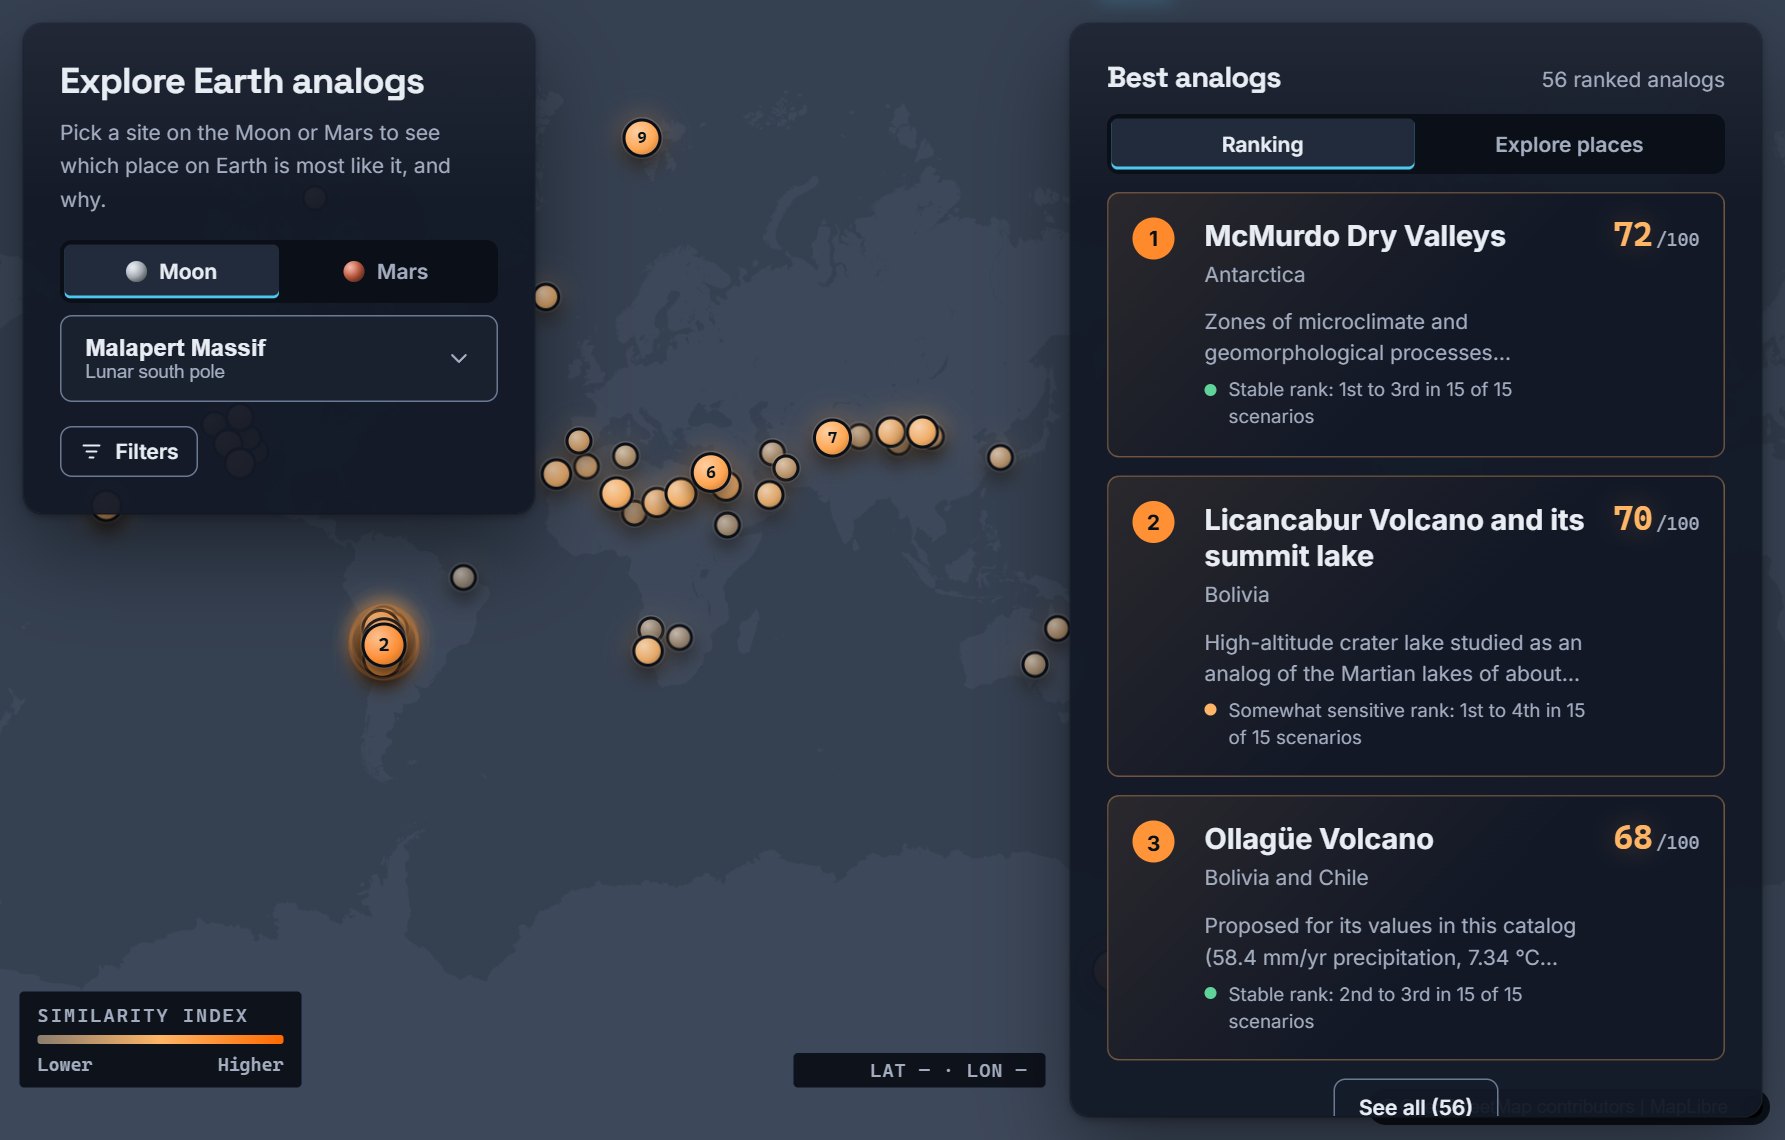 Explore Earth analogs
Pick a site on the Moon or Mars to see
which place on Earth is most like it, and
why.
Moon
Mars
Malapert Massif
Lunar south pole
Filters
9
7
6
2
SIMILARITY INDEX
Lower
Higher
LAT — · LON —
Best analogs
56 ranked analogs
Ranking
Explore places
1
McMurdo Dry Valleys
72/100
Antarctica
Zones of microclimate and
geomorphological processes...
Stable rank: 1st to 3rd in 15 of 15
scenarios
2
Licancabur Volcano and its
summit lake
70/100
Bolivia
High-altitude crater lake studied as an
analog of the Martian lakes of about...
Somewhat sensitive rank: 1st to 4th in 15
of 15 scenarios
3
Ollagüe Volcano
68/100
Bolivia and Chile
Proposed for its values in this catalog
(58.4 mm/yr precipitation, 7.34 °C...
Stable rank: 2nd to 3rd in 15 of 15
scenarios
See all (56)
contributors | MapLibre